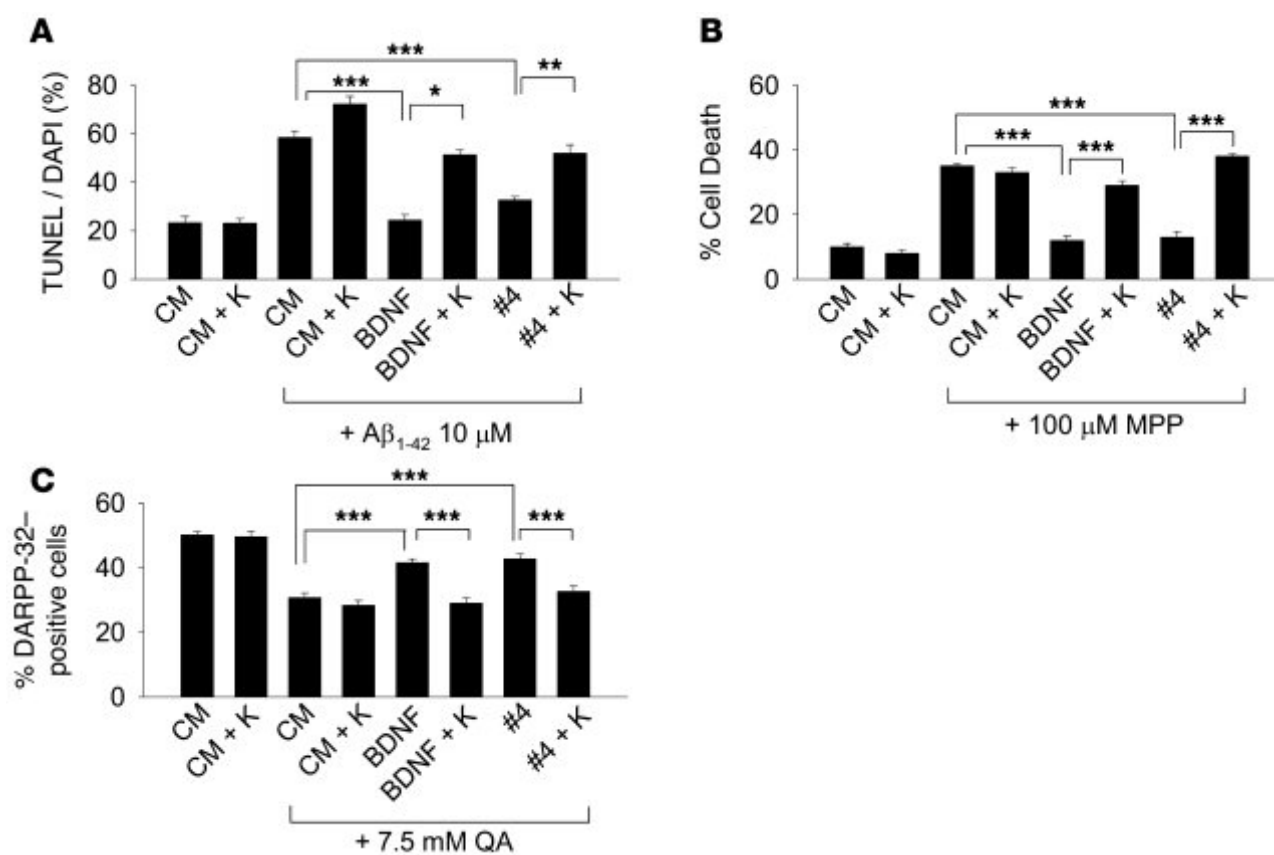 A
TUNEL / DAPI (%)
80
60
40
20
0
***
***
*
**
CM
CM + K
CM
CM + K
BDNF
BDNF + K
#4
#4 + K
+ Aβ1-42 10 μM
B
% Cell Death
60
40
20
0
***
***
***
***
CM
CM + K
CM
CM + K
BDNF
BDNF + K
#4
#4 + K
+ 100 μM MPP
C
% DARPP-32–
positive cells
60
40
20
0
***
***
***
***
CM
CM + K
CM
CM + K
BDNF
BDNF + K
#4
#4 + K
+ 7.5 mM QA